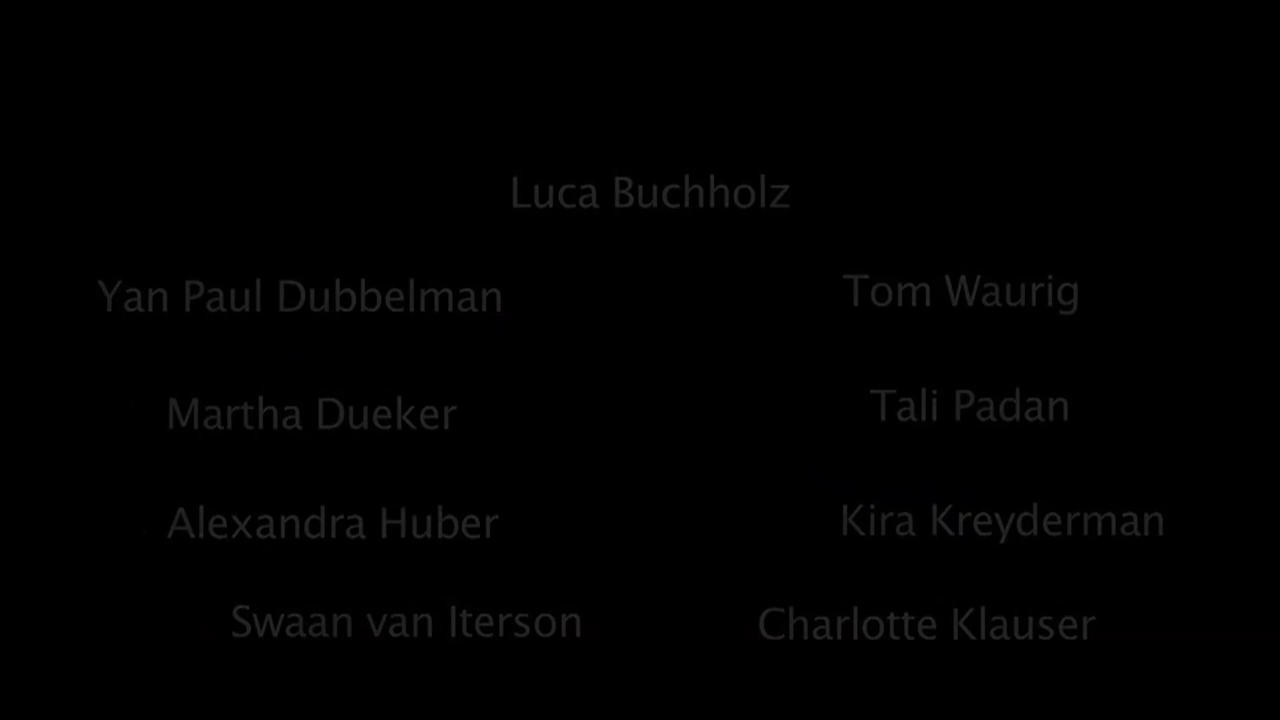 Luca Buchholz
Yan Paul Dubbelman
Tom Waurig
Martha Dueker
Tali Padan
Alexandra Huber
Kira Kreyderman
Swaan van Iterson
Charlotte Klauser